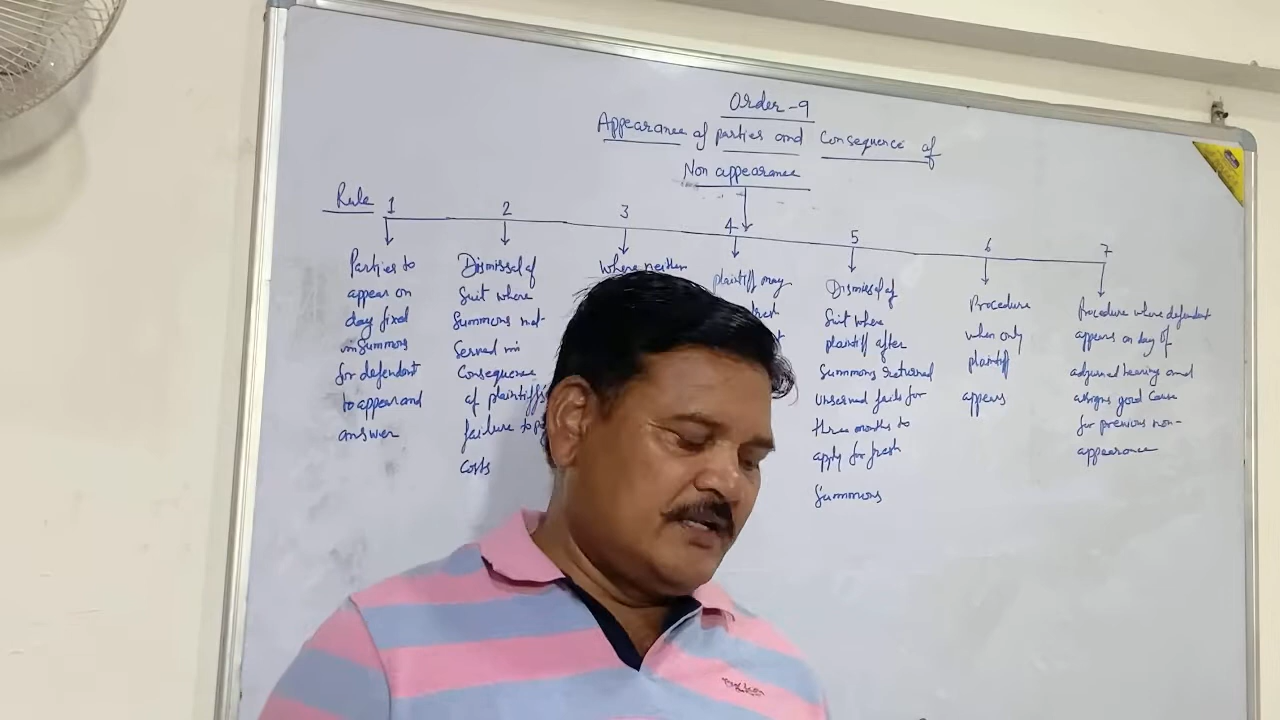 Order-9
Appearance of parties and Consequence of
Non appearance
Rule 1 2 3 4 5 6 7
Parties to
appear on
day fixed
in Summons
for defendant
to appear and
answer
Dismissal of
Suit where
Summons not
Served in
Consequence
of plaintiff's
failure to
Costs
where neither
plaintiff may
Dismissal of
Suit where
plaintiff after
Summons returned
Unserved fails for
three months to
apply for fresh
Summons
Procedure
when only
plaintiff
appears
Procedure where defendant
appears on day of
adjourned hearing and
assigns good Cause
for previous non-
appearance